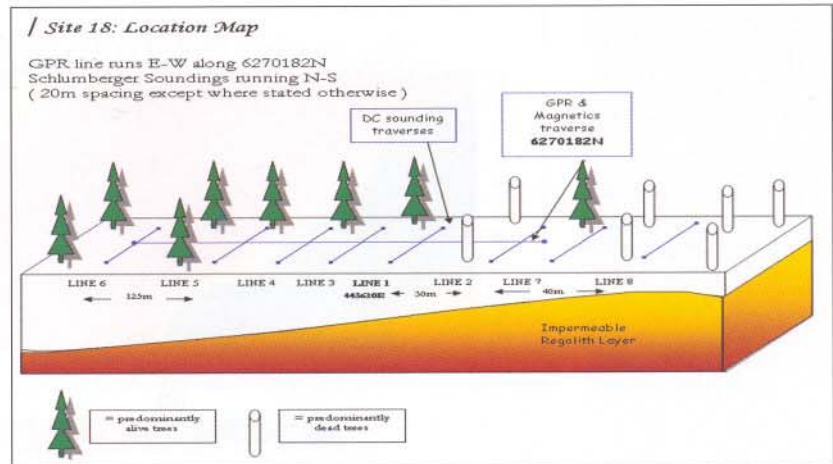 / Site 18: Location Map
GPR line runs E-W along 6270182N
Schlumberger Soundings running N-S
( 20m spacing except where stated otherwise )
DC sounding
traverses
GPR &
Magnetics
traverse
6270182N
LINE 6
LINE 5
LINE 4
LINE 3
LINE 1
LINE 2
LINE 7
LINE 8
125m
30m
40m
Impermeable
Regolith Layer
= predominantly
alive trees
= predominantly
dead trees